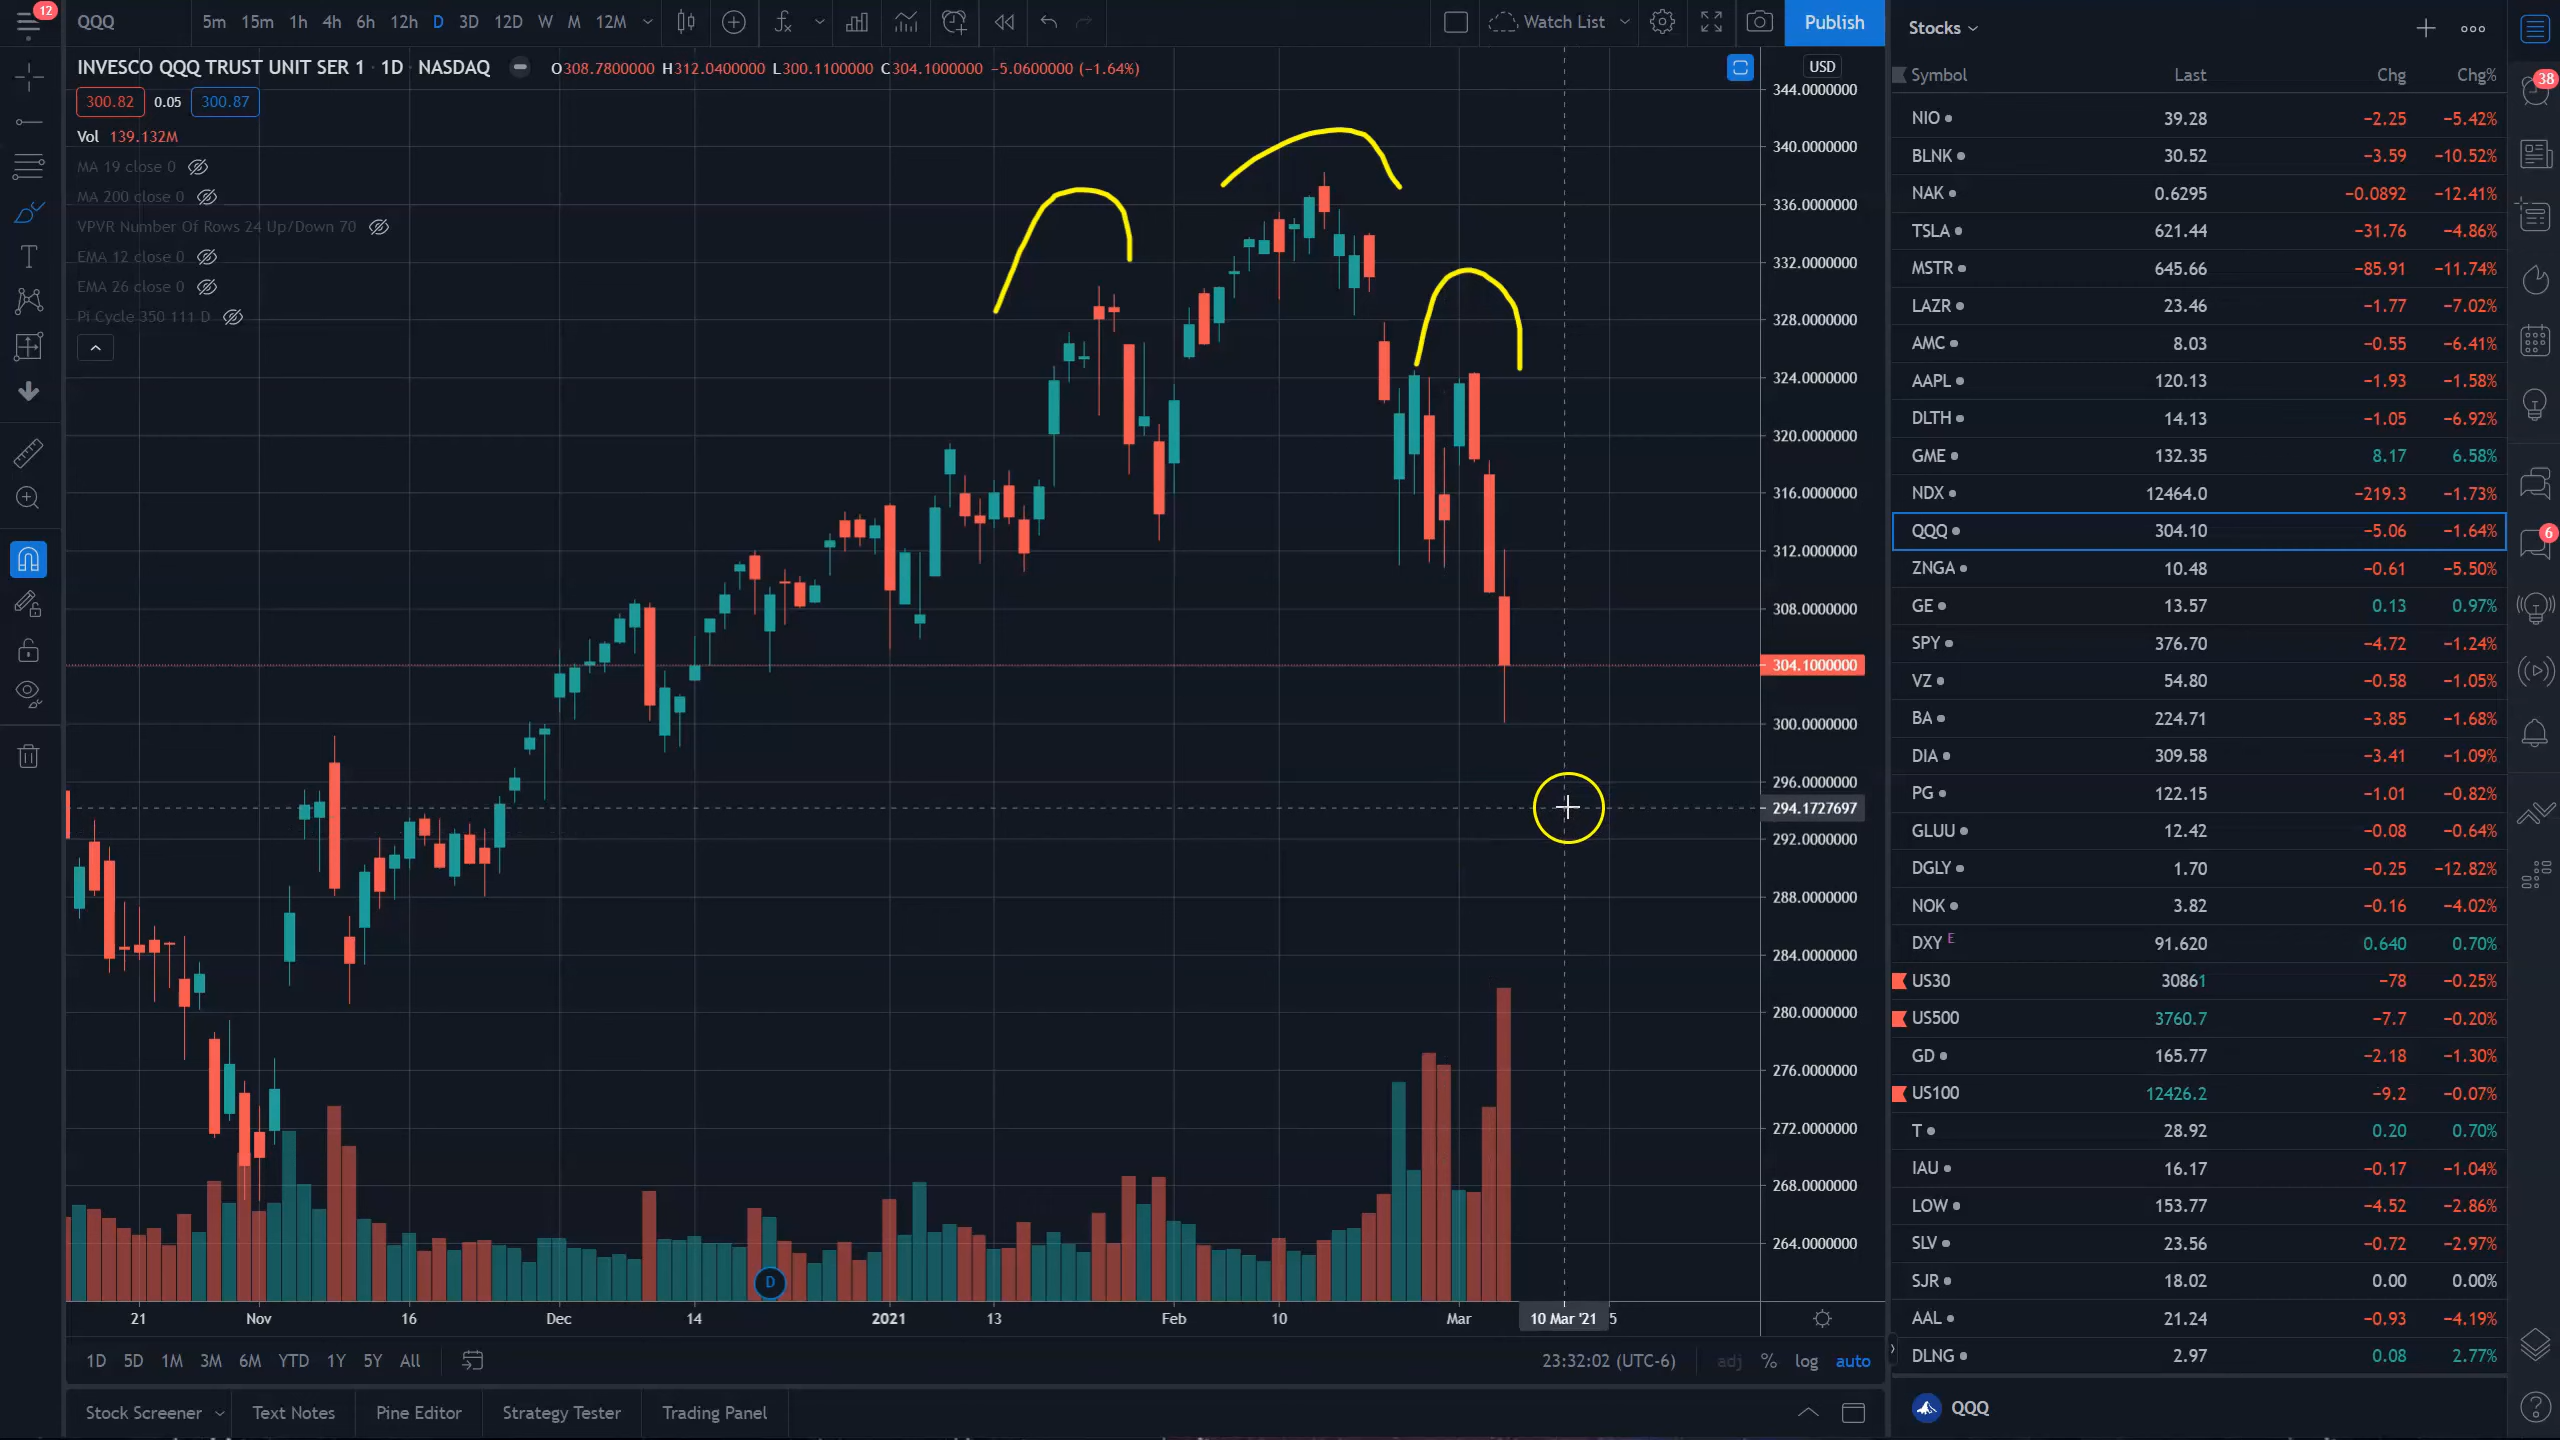 12
QQQ
5m 15m 1h 4h 6h 12h D 3D 12D W M 12M
Watch List
Publish
INVESCO QQQ TRUST UNIT SER 1 · 1D · NASDAQ
O308.7800000 H312.0400000 L300.1100000 C304.1000000 −5.0600000 (−1.64%)
USD
300.82 0.05 300.87
Vol 139.132M
MA 19 close 0
MA 200 close 0
VPVR Number Of Rows 24 Up/Down 70
EMA 12 close 0
EMA 26 close 0
Pi Cycle 350 111 D
344.0000000
340.0000000
336.0000000
332.0000000
328.0000000
324.0000000
320.0000000
316.0000000
312.0000000
308.0000000
304.1000000
300.0000000
296.0000000
294.1727697
292.0000000
288.0000000
284.0000000
280.0000000
276.0000000
272.0000000
268.0000000
264.0000000
D
21 Nov 16 Dec 14 2021 13 Feb 10 Mar 10 Mar '21 5
1D 5D 1M 3M 6M YTD 1Y 5Y All
23:32:02 (UTC-6) adj % log auto
Stock Screener Text Notes Pine Editor Strategy Tester Trading Panel
Stocks
Symbol Last Chg Chg%
NIO 39.28 −2.25 −5.42%
BLNK 30.52 −3.59 −10.52%
NAK 0.6295 −0.0892 −12.41%
TSLA 621.44 −31.76 −4.86%
MSTR 645.66 −85.91 −11.74%
LAZR 23.46 −1.77 −7.02%
AMC 8.03 −0.55 −6.41%
AAPL 120.13 −1.93 −1.58%
DLTH 14.13 −1.05 −6.92%
GME 132.35 8.17 6.58%
NDX 12464.0 −219.3 −1.73%
QQQ 304.10 −5.06 −1.64%
ZNGA 10.48 −0.61 −5.50%
GE 13.57 0.13 0.97%
SPY 376.70 −4.72 −1.24%
VZ 54.80 −0.58 −1.05%
BA 224.71 −3.85 −1.68%
DIA 309.58 −3.41 −1.09%
PG 122.15 −1.01 −0.82%
GLUU 12.42 −0.08 −0.64%
DGLY 1.70 −0.25 −12.82%
NOK 3.82 −0.16 −4.02%
DXY E 91.620 0.640 0.70%
US30 30861 −78 −0.25%
US500 3760.7 −7.7 −0.20%
GD 165.77 −2.18 −1.30%
US100 12426.2 −9.2 −0.07%
T 28.92 0.20 0.70%
IAU 16.17 −0.17 −1.04%
LOW 153.77 −4.52 −2.86%
SLV 23.56 −0.72 −2.97%
SJR 18.02 0.00 0.00%
AAL 21.24 −0.93 −4.19%
DLNG 2.97 0.08 2.77%
QQQ
38
6